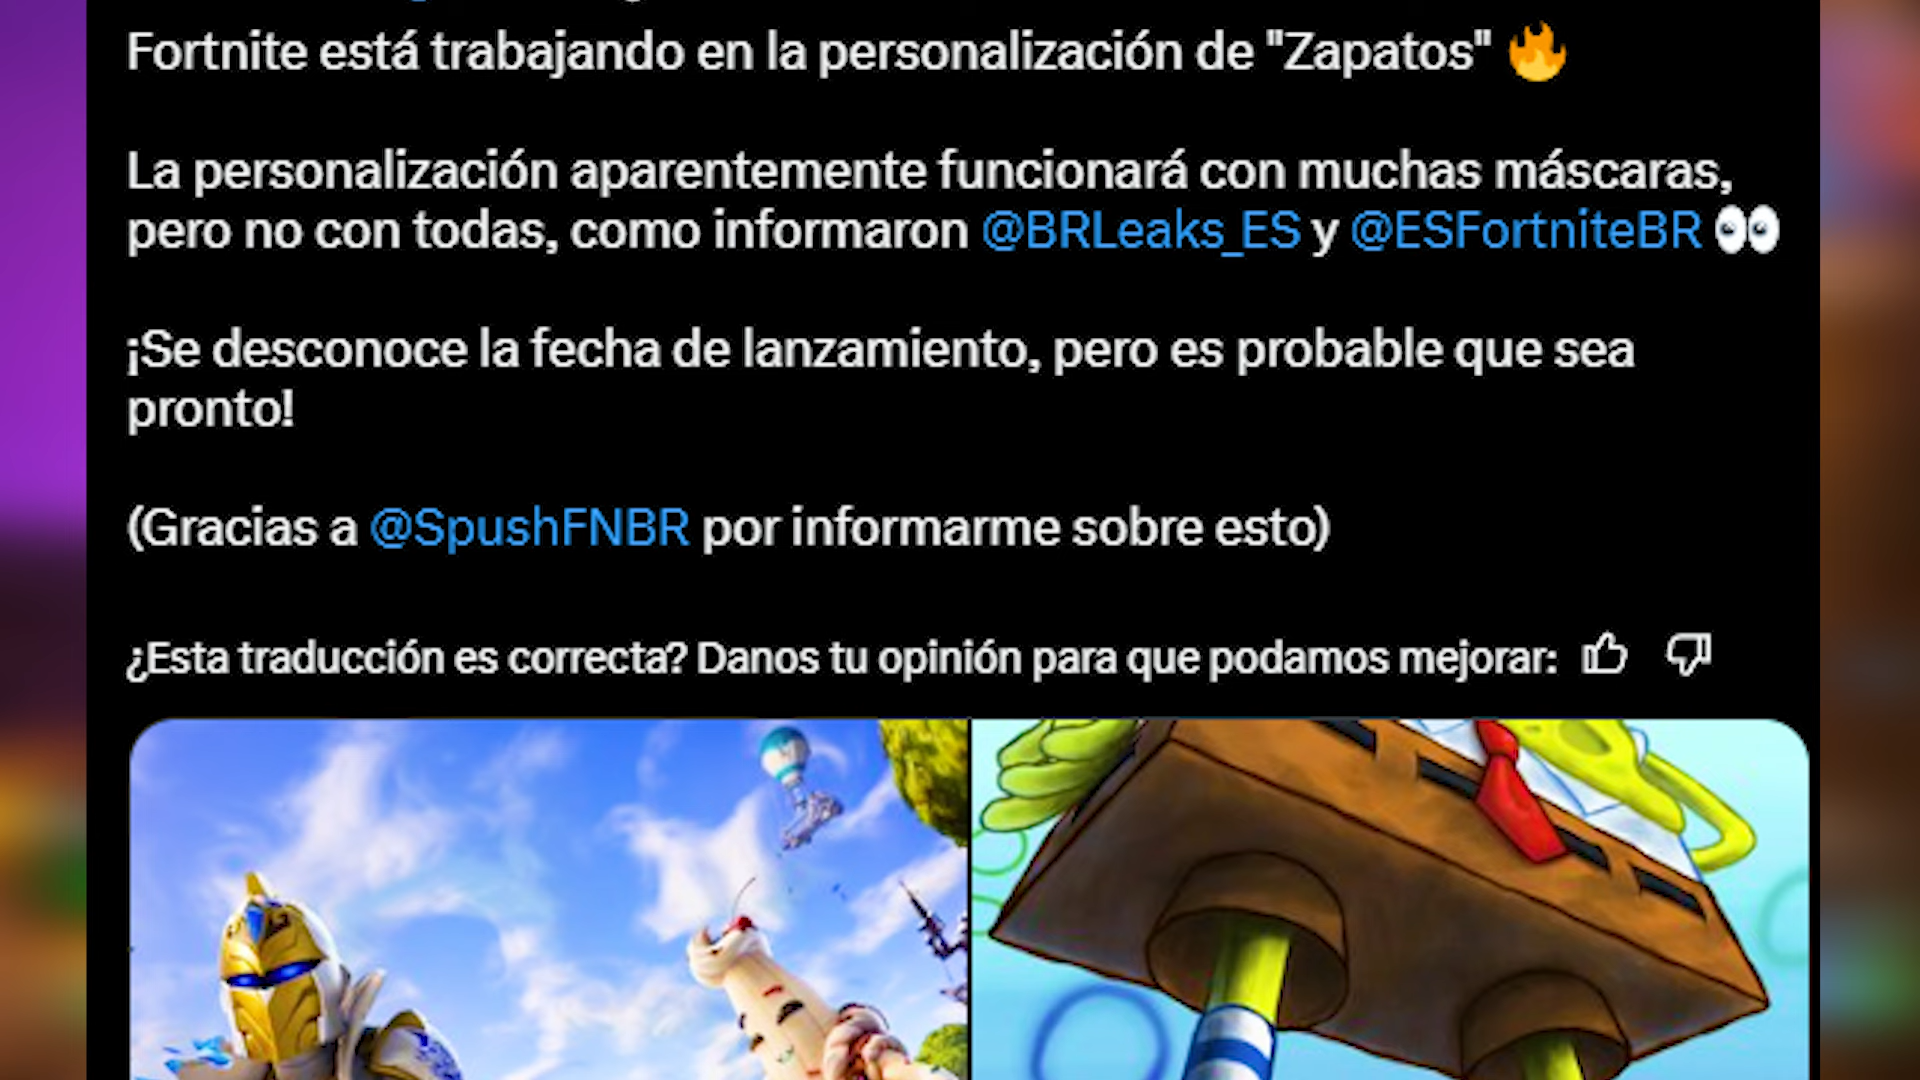 Fortnite está trabajando en la personalización de "Zapatos" 🔥
La personalización aparentemente funcionará con muchas máscaras,
pero no con todas, como informaron @BRLeaks_ES y @ESFortniteBR 👀
¡Se desconoce la fecha de lanzamiento, pero es probable que sea
pronto!
(Gracias a @SpushFNBR por informarme sobre esto)
¿Esta traducción es correcta? Danos tu opinión para que podamos mejorar: